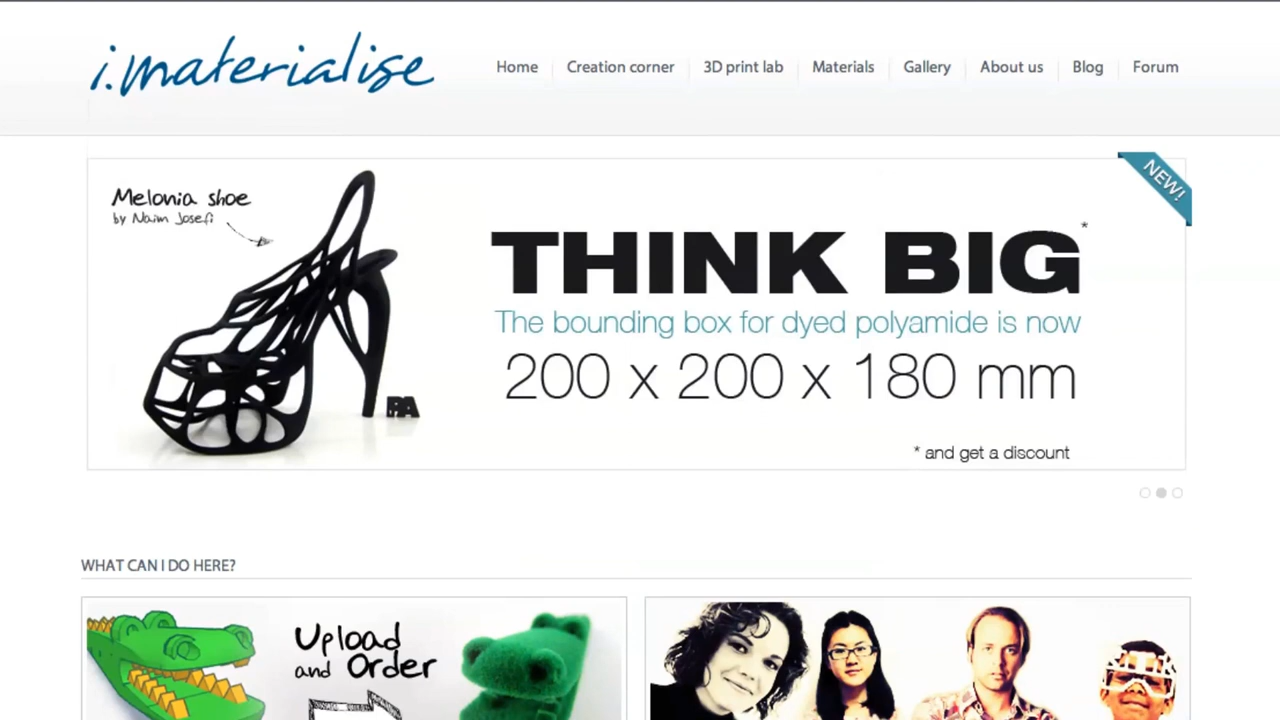 i.materialise
Home
Creation corner
3D print lab
Materials
Gallery
About us
Blog
Forum
Melonia shoe
by Naim Josefi
NEW!
THINK BIG*
The bounding box for dyed polyamide is now
200 x 200 x 180 mm
PA
* and get a discount
WHAT CAN I DO HERE?
Upload
and Order